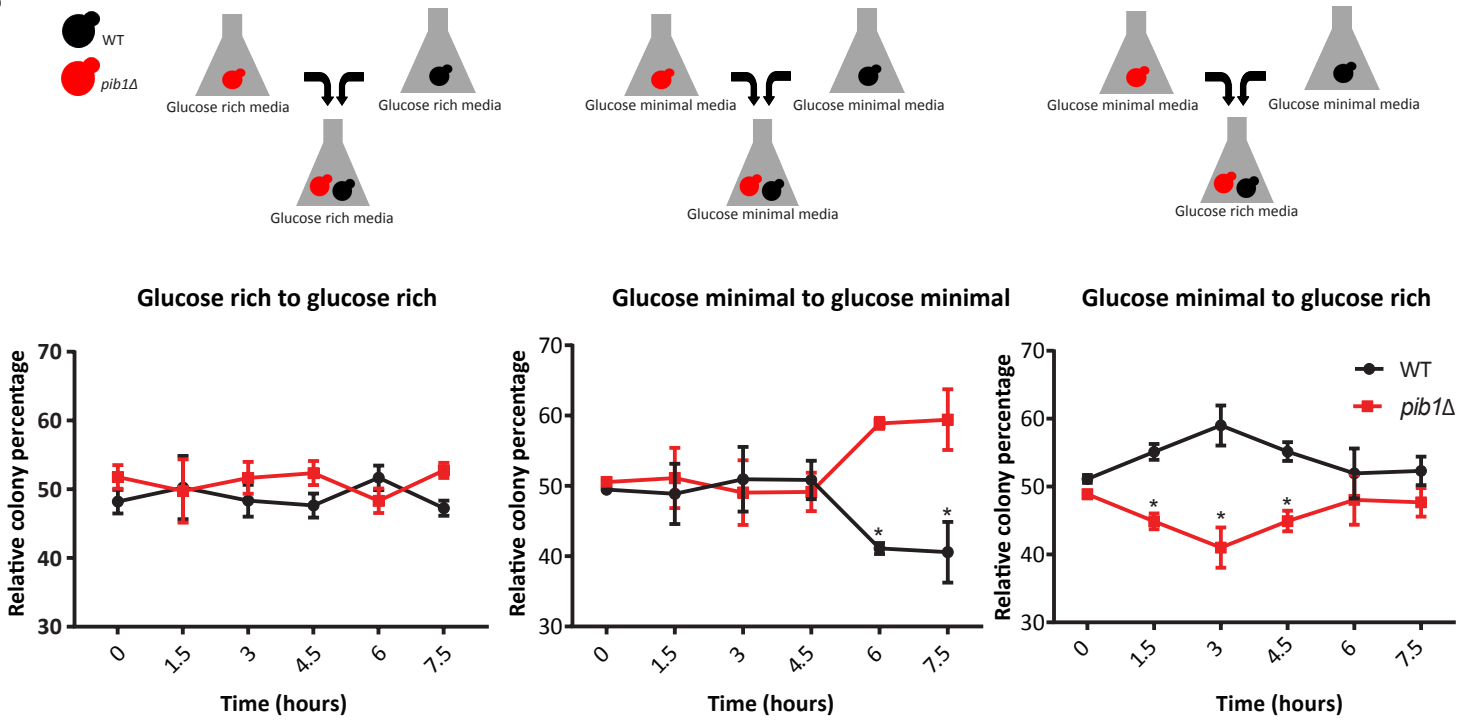 WT
pib1Δ
Glucose rich media
Glucose rich media
Glucose rich media
Glucose minimal media
Glucose minimal media
Glucose minimal media
Glucose minimal media
Glucose minimal media
Glucose rich media
Glucose rich to glucose rich
Relative colony percentage
70
60
50
40
30
0
1.5
3
4.5
6
7.5
Time (hours)
Glucose minimal to glucose minimal
Relative colony percentage
70
60
50
40
30
*
*
0
1.5
3
4.5
6
7.5
Time (hours)
Glucose minimal to glucose rich
Relative colony percentage
70
60
50
40
30
WT
pib1Δ
*
*
*
0
1.5
3
4.5
6
7.5
Time (hours)